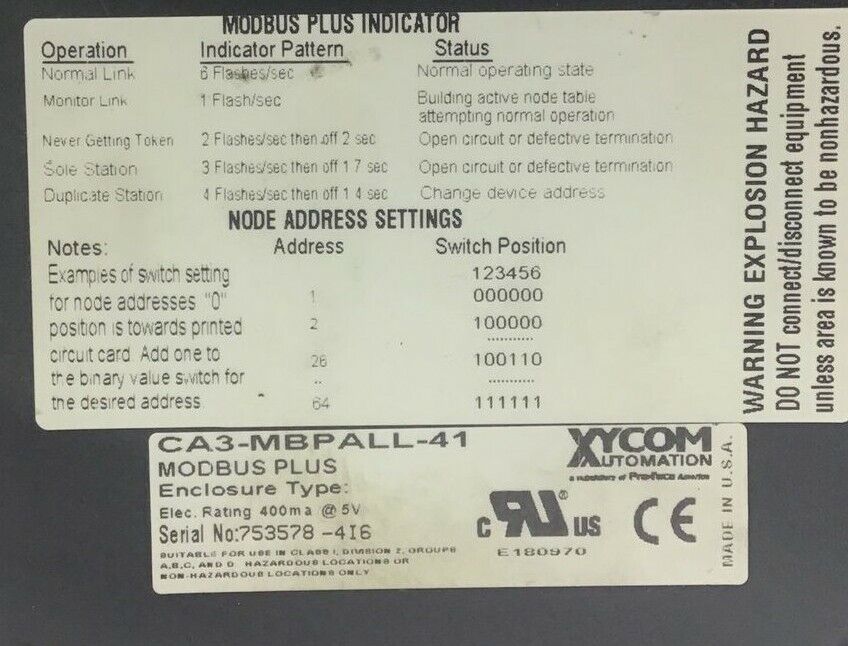 MODBUS PLUS INDICATOR
Operation Indicator Pattern Status
Normal Link 6 Flashes/sec Normal operating state
Monitor Link 1 Flash/sec Building active node table
attempting normal operation
Never Getting Token 2 Flashes/sec then off 2 sec Open circuit or defective termination
Sole Station 3 Flashes/sec then off 1 7 sec Open circuit or defective termination
Duplicate Station 4 Flashes/sec then off 1 4 sec Change device address
NODE ADDRESS SETTINGS
Notes: Address Switch Position
Examples of switch setting 123456
for node addresses "0" 1 000000
position is towards printed 2 100000
...........
circuit card. Add one to 26 100110
the binary value switch for .. ...........
the desired address. 64 111111
WARNING EXPLOSION HAZARD
DO NOT connect/disconnect equipment
unless area is known to be nonhazardous.
CA3-MBPALL-41
MODBUS PLUS
Enclosure Type:
Elec. Rating 400ma @ 5V
Serial No:753578 -416
SUITABLE FOR USE IN CLASS I, DIVISION 2, GROUPS
A,B,C, AND D HAZARDOUS LOCATIONS OR
NON-HAZARDOUS LOCATIONS ONLY
XYCOM
AUTOMATION
a subsidiary of Pro-face America
c RU ® US
E180970
CE
MADE IN U.S.A.